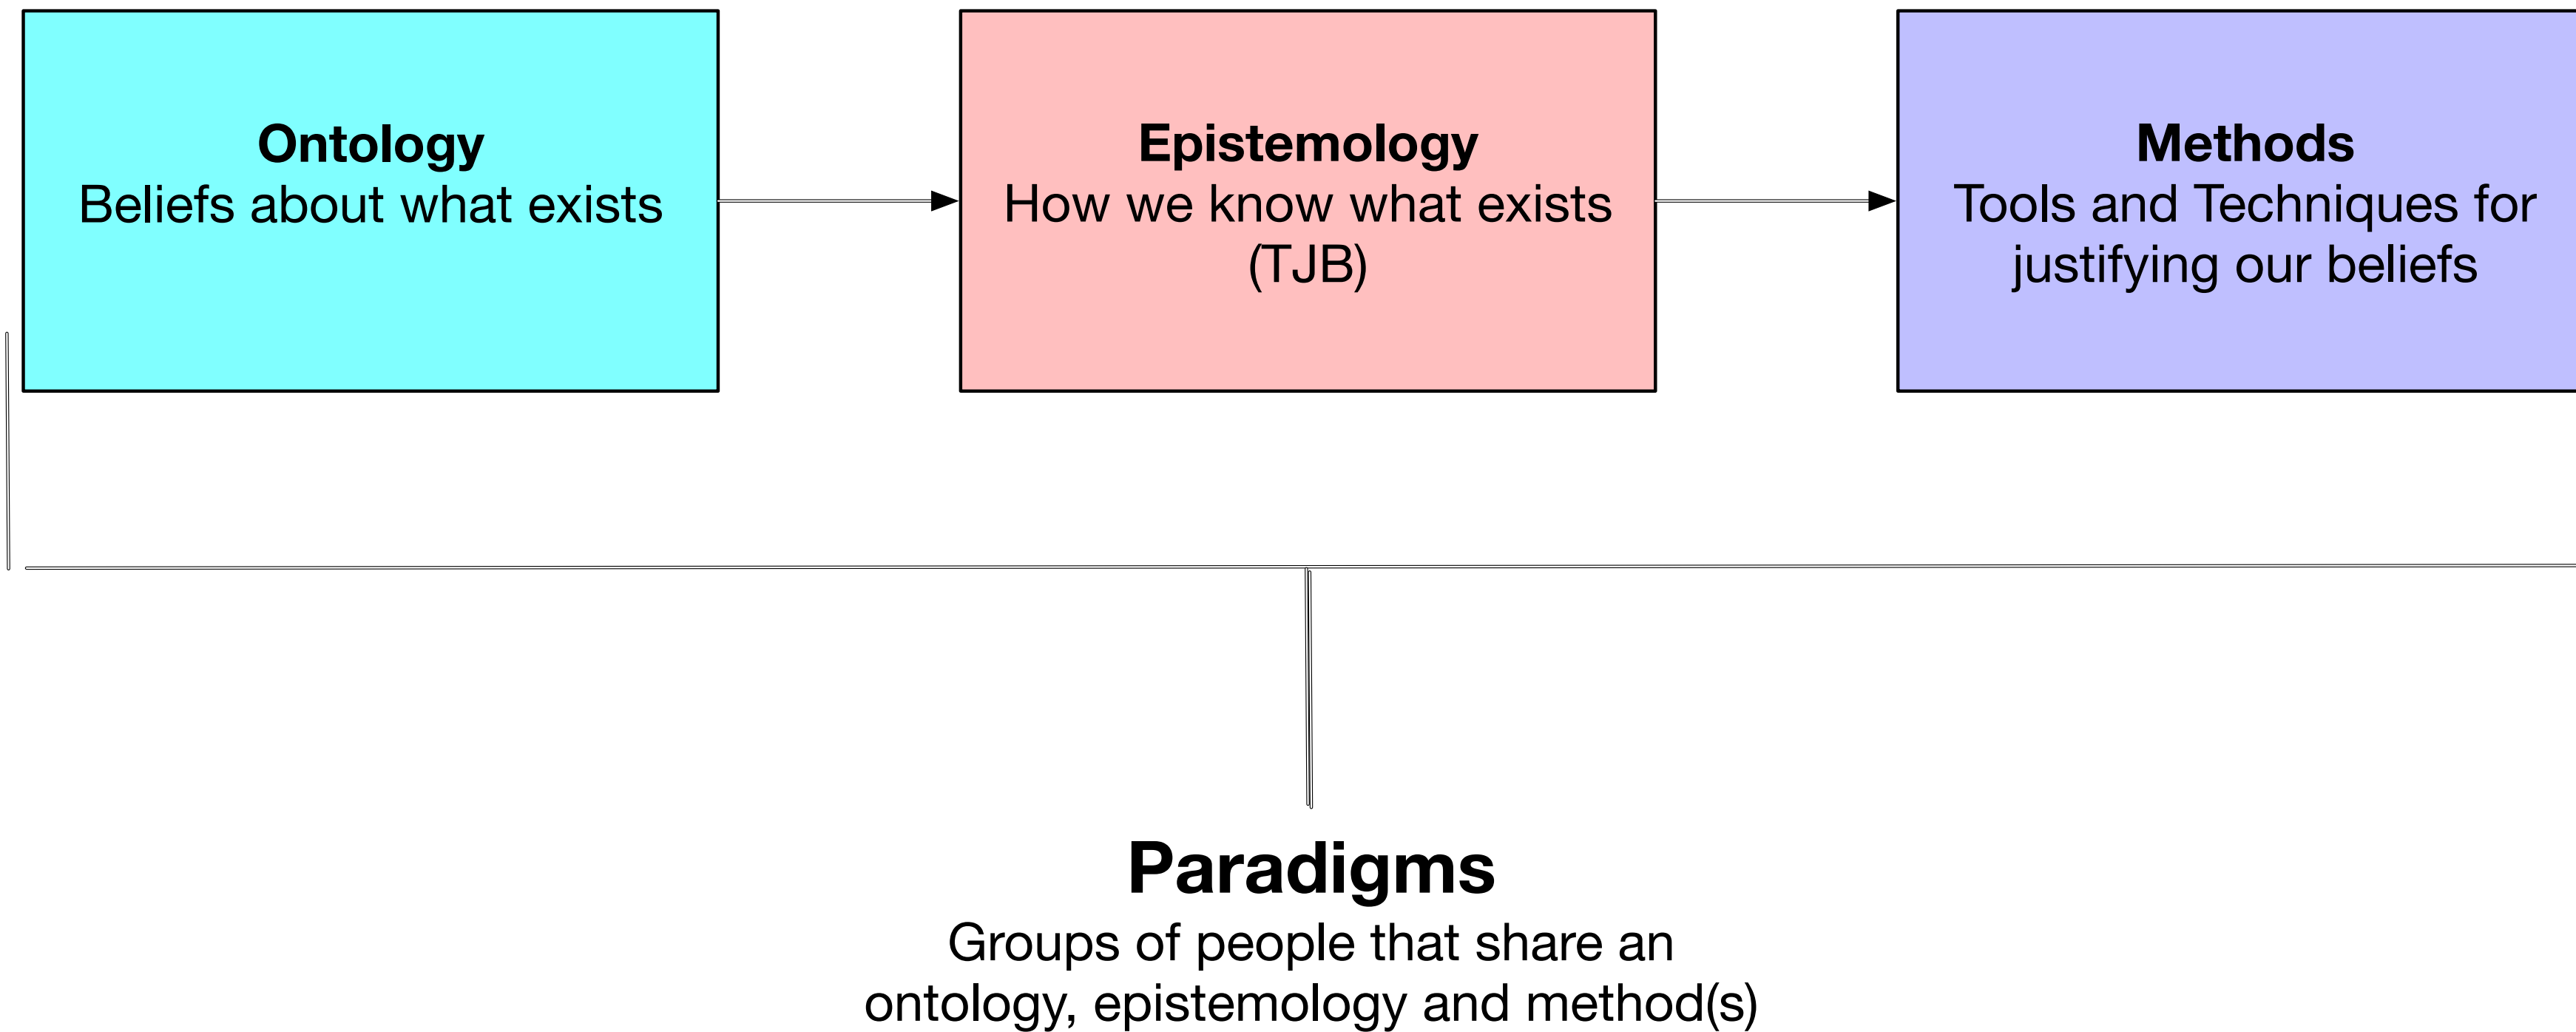 Ontology
Beliefs about what exists
Epistemology
How we know what exists
(TJB)
Methods
Tools and Techniques for
justifying our beliefs
Paradigms
Groups of people that share an
ontology, epistemology and method(s)